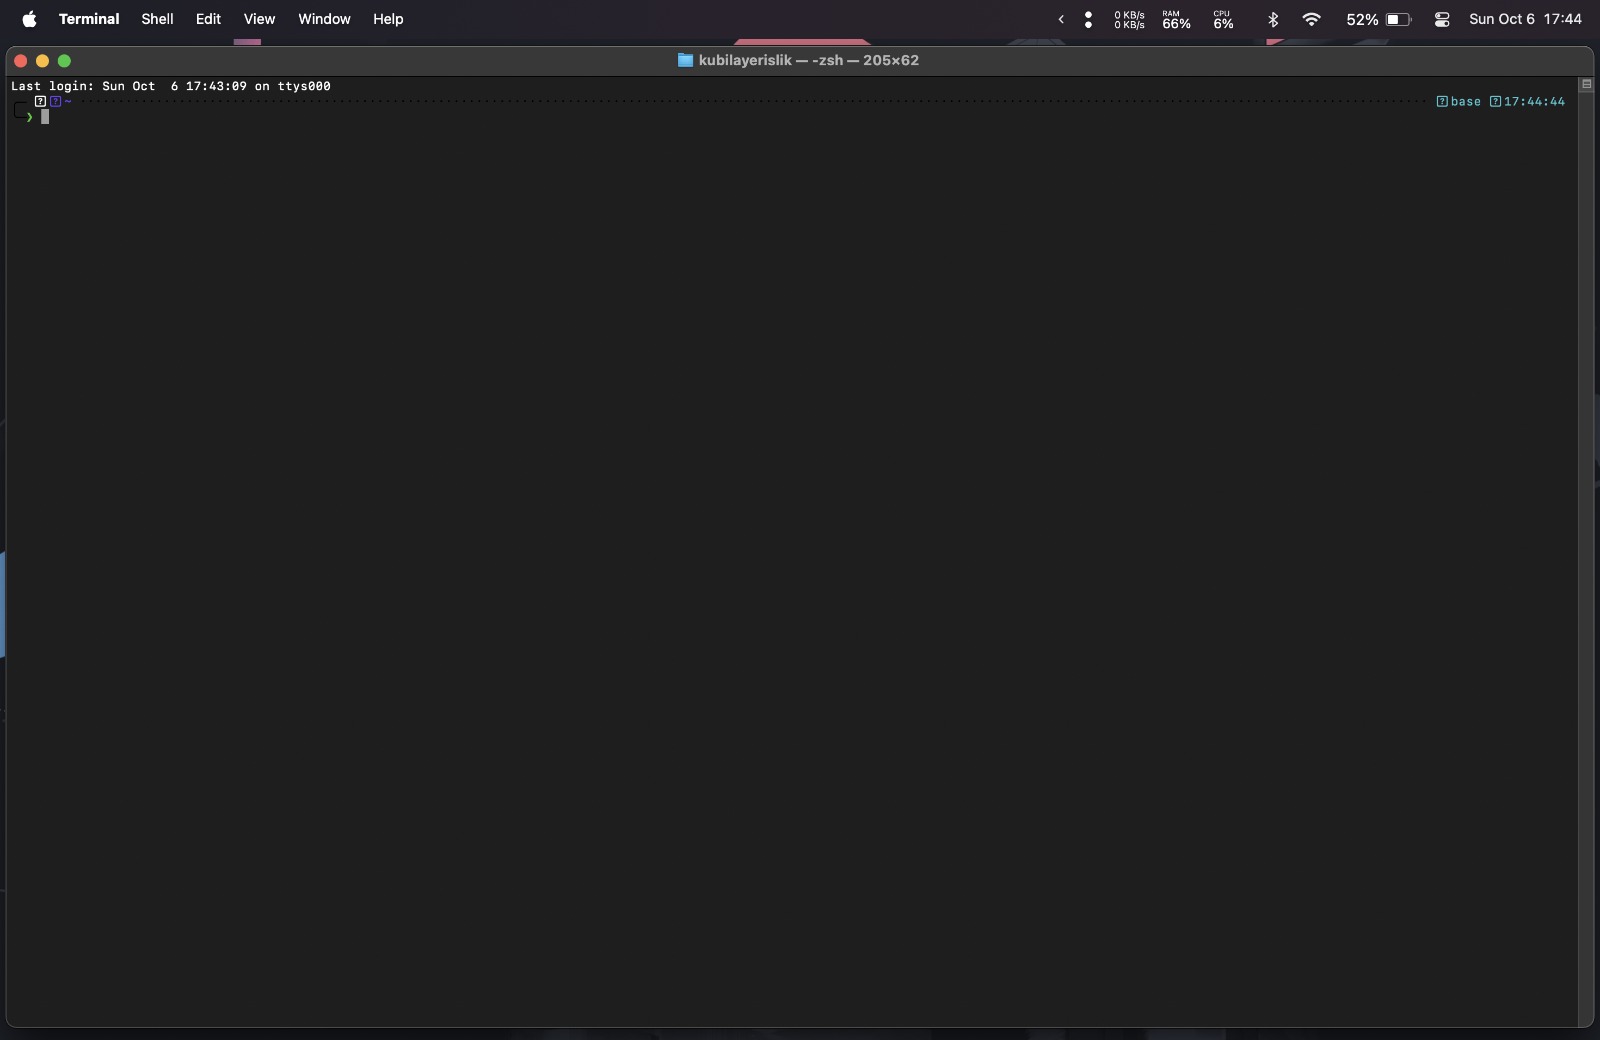 Terminal Shell Edit View Window Help 0 KB/s 0 KB/s RAM 66% CPU 6% 52% Sun Oct 6 17:44
kubilayerislik — -zsh — 205×62
Last login: Sun Oct  6 17:43:09 on ttys000
~ base 17:44:44
❯